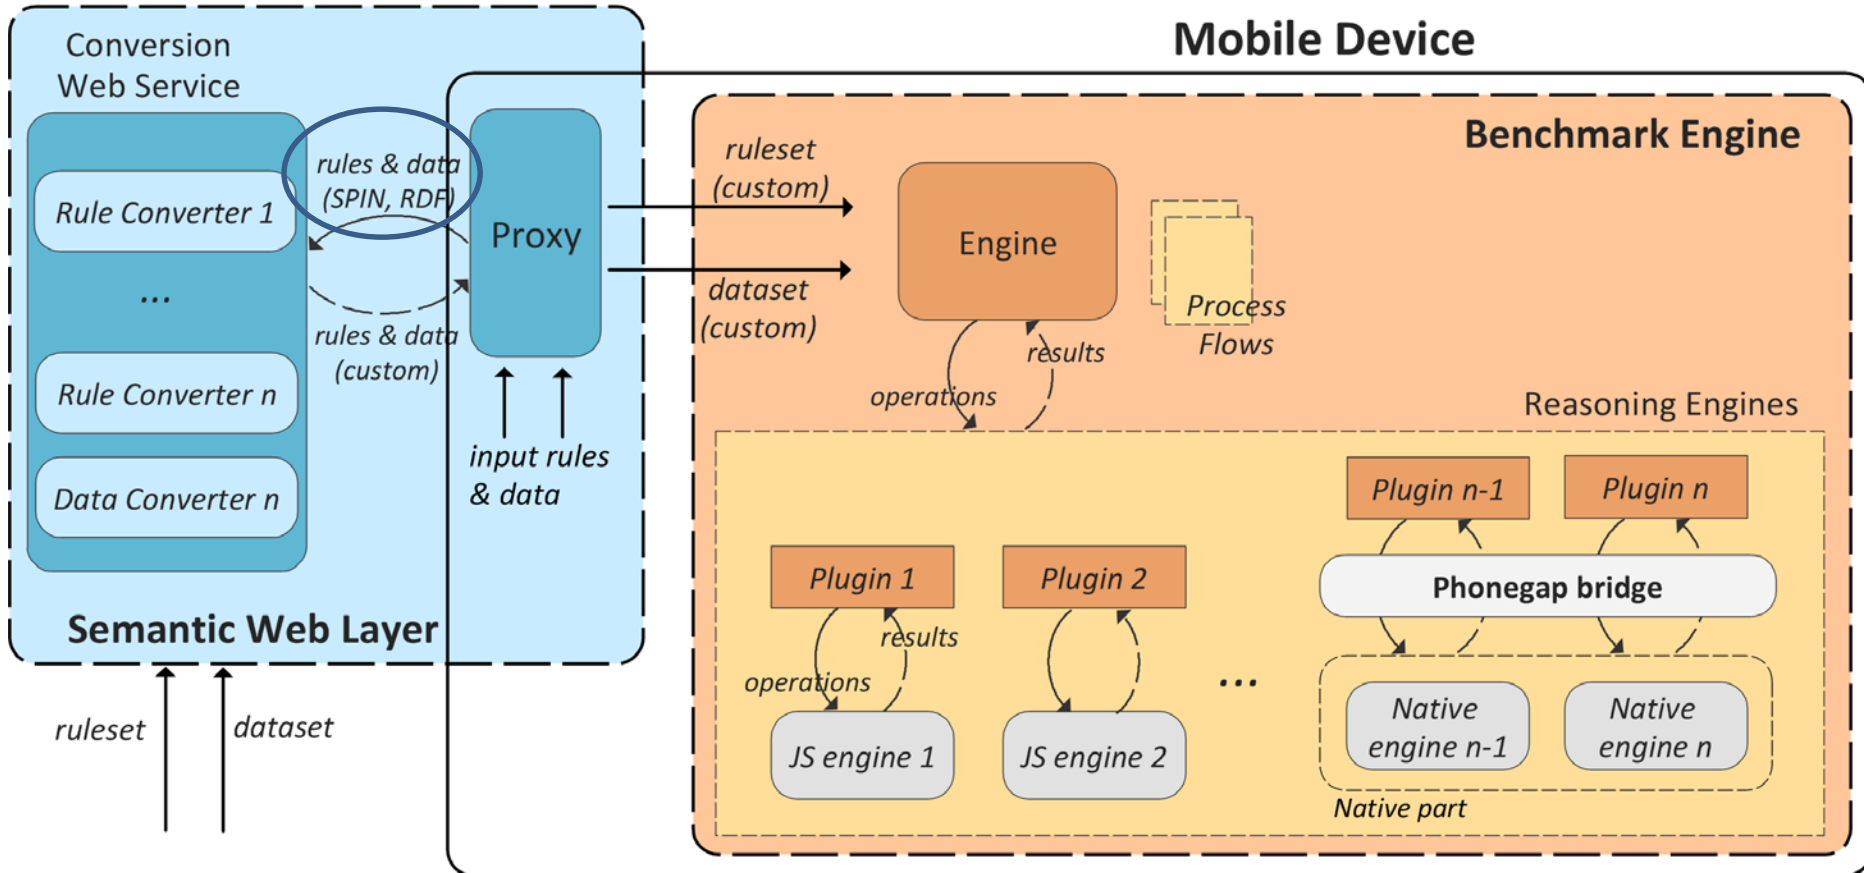 Mobile Device
Conversion
Web Service
rules & data
(SPIN, RDF)
Rule Converter 1
...
Rule Converter n
Data Converter n
rules & data
(custom)
Proxy
input rules
& data
Semantic Web Layer
ruleset
dataset
ruleset
(custom)
dataset
(custom)
Benchmark Engine
Engine
Process
Flows
operations
results
Reasoning Engines
Plugin 1
results
operations
JS engine 1
Plugin 2
JS engine 2
...
Plugin n-1
Plugin n
Phonegap bridge
Native
engine n-1
Native
engine n
Native part